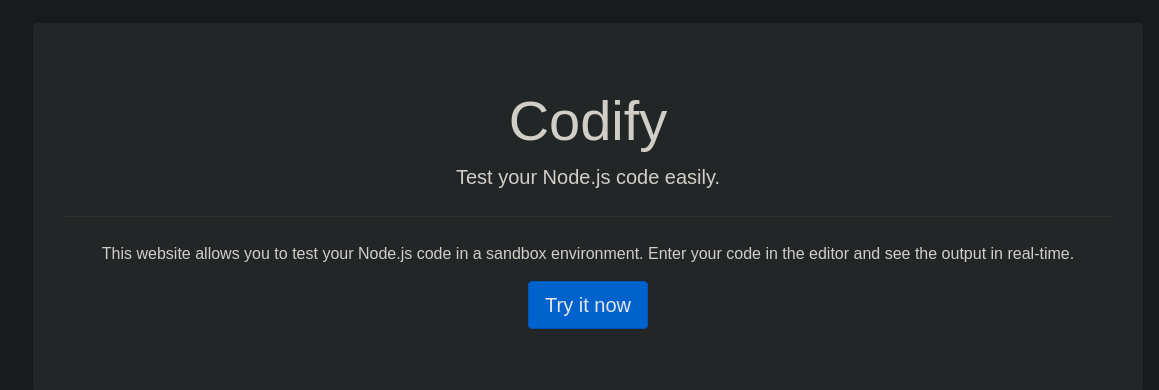 Codify
Test your Node.js code easily.
This website allows you to test your Node.js code in a sandbox environment. Enter your code in the editor and see the output in real-time.
Try it now